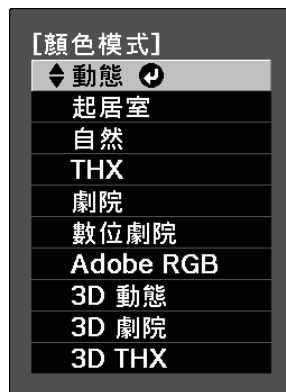 [顏色模式]
動態
起居室
自然
THX
劇院
數位劇院
Adobe RGB
3D 動態
3D 劇院
3D THX